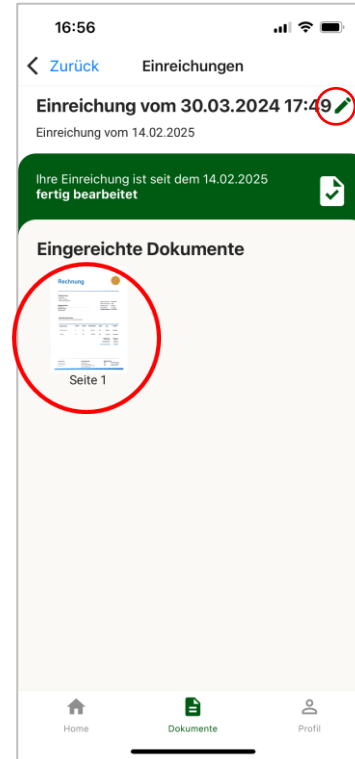 16:56
Zurück
Einreichungen
Einreichung vom 30.03.2024 17:49
Einreichung vom 14.02.2025
Ihre Einreichung ist seit dem 14.02.2025
fertig bearbeitet
Eingereichte Dokumente
Rechnung
Seite 1
Home
Dokumente
Profil